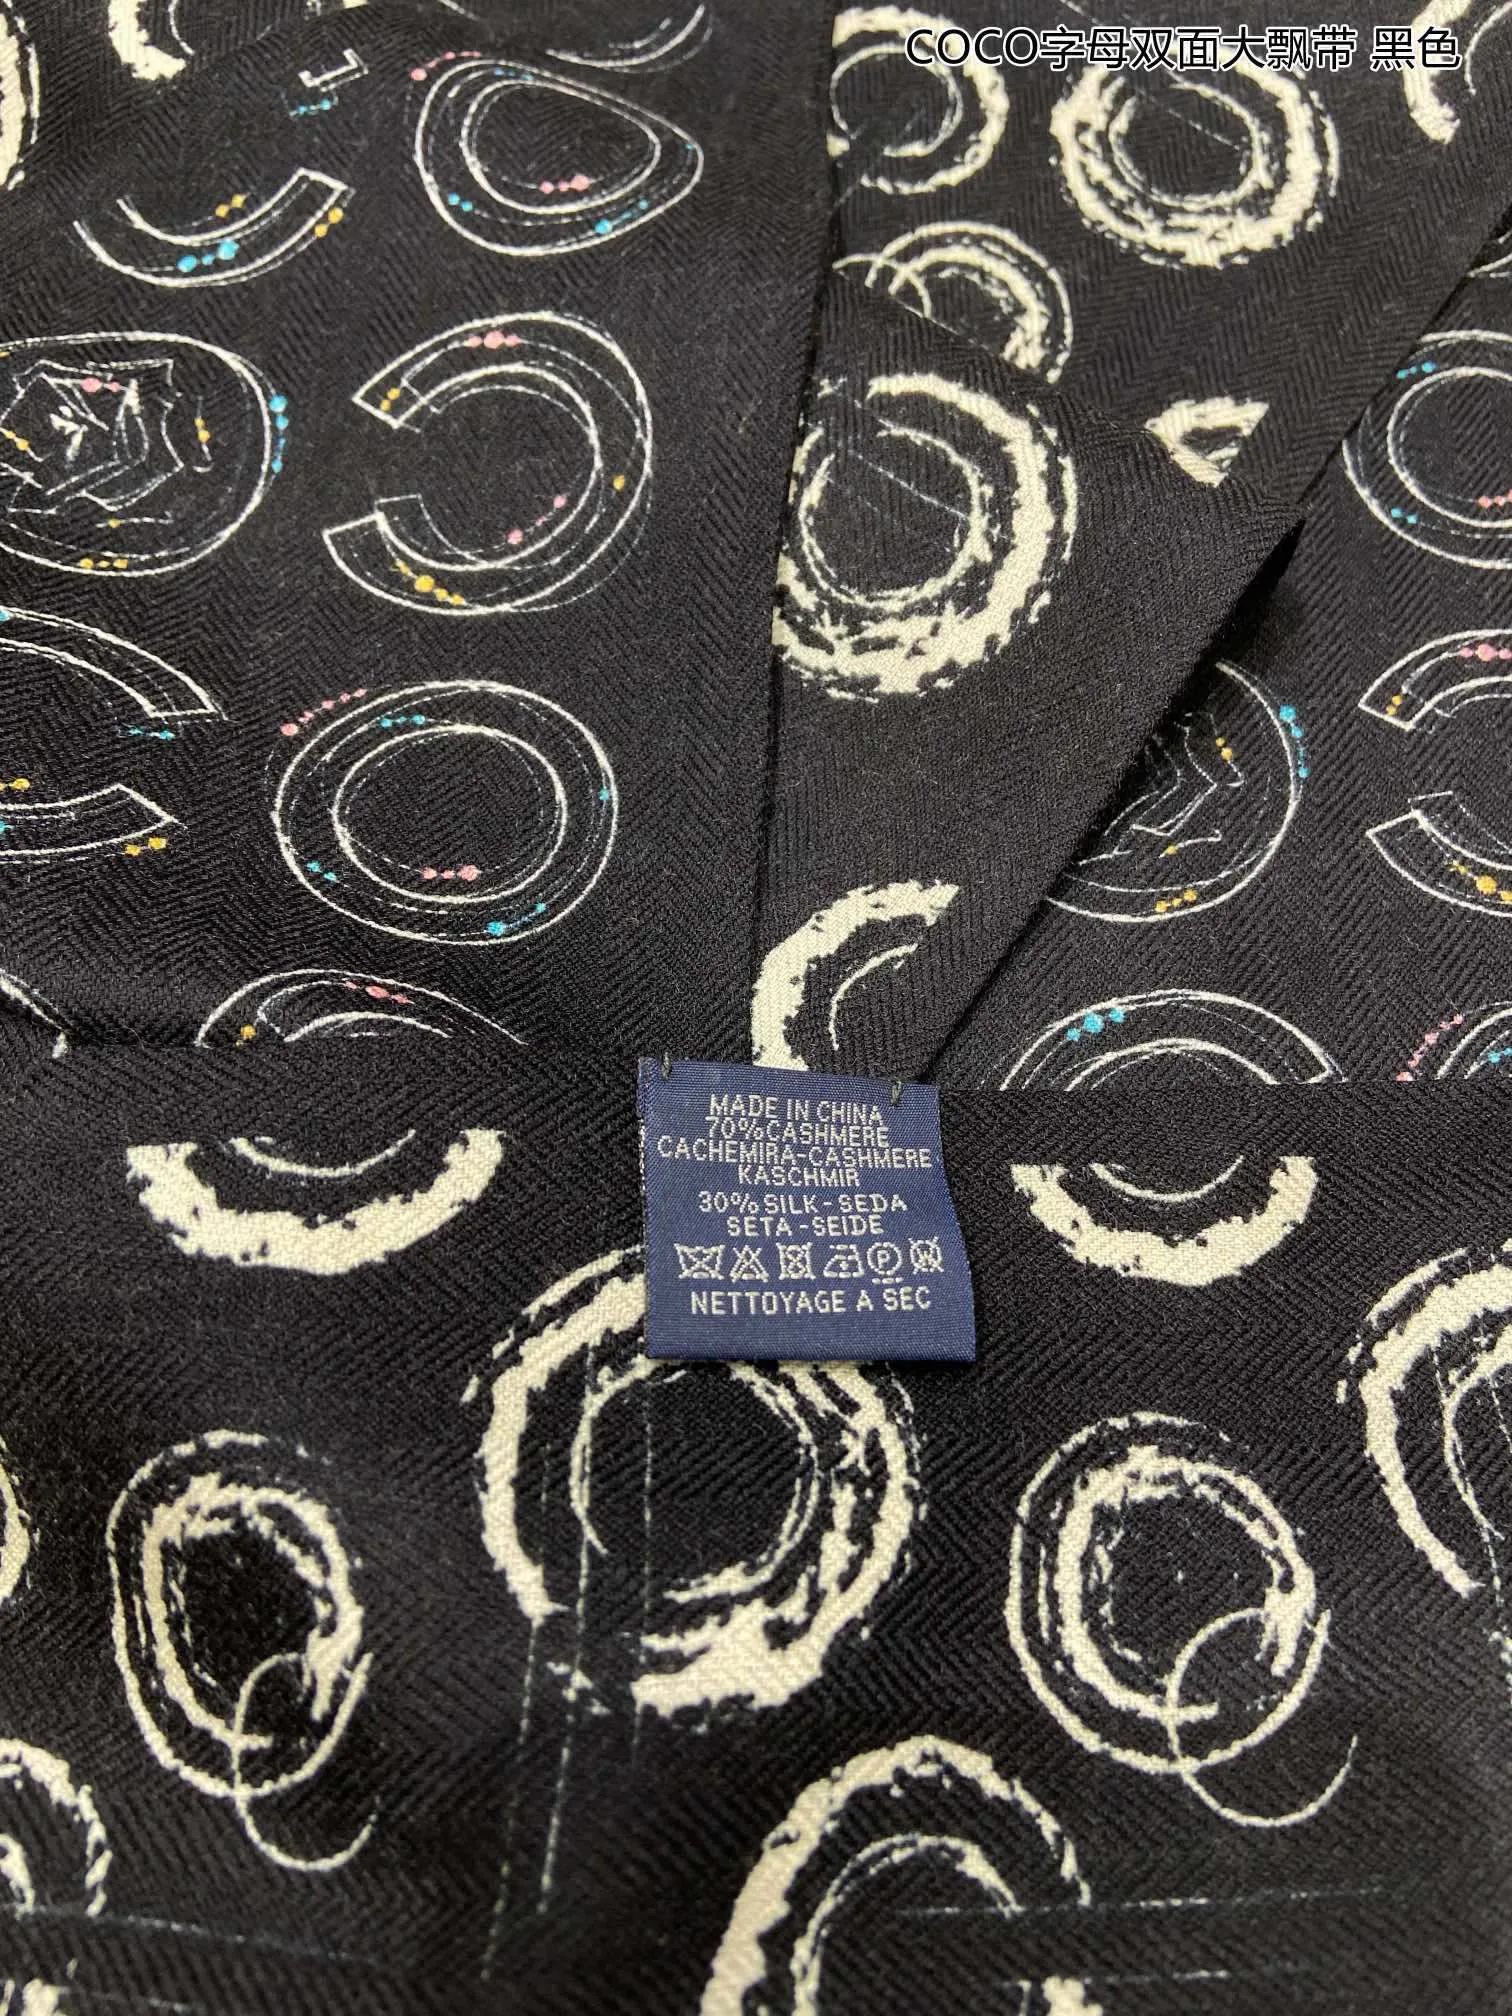 COCO字母双面大飘带 黑色
MADE IN CHINA
70%CASHMERE
CACHEMIRA-CASHMERE
KASCHMIR
30%SILK-SEDA
SETA-SEIDE
P W
NETTOYAGE A SEC